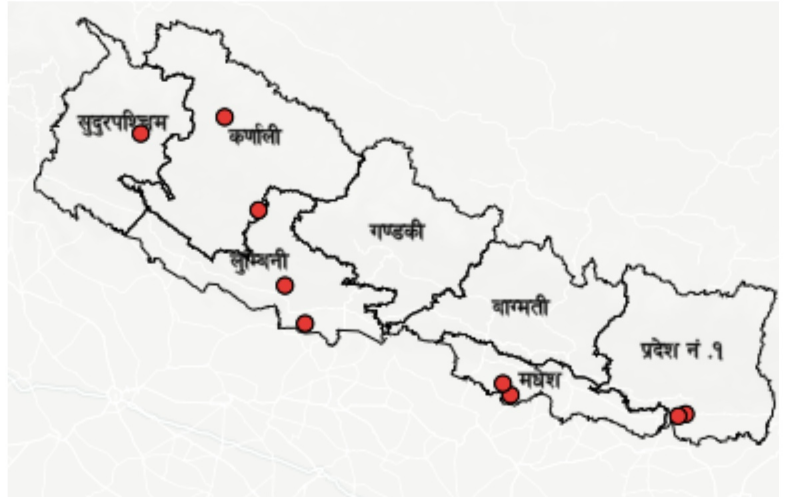 सुदुरपश्चिम
कर्णाली
गण्डकी
लुम्बिनी
बाग्मती
प्रदेश नं .१
मधेश